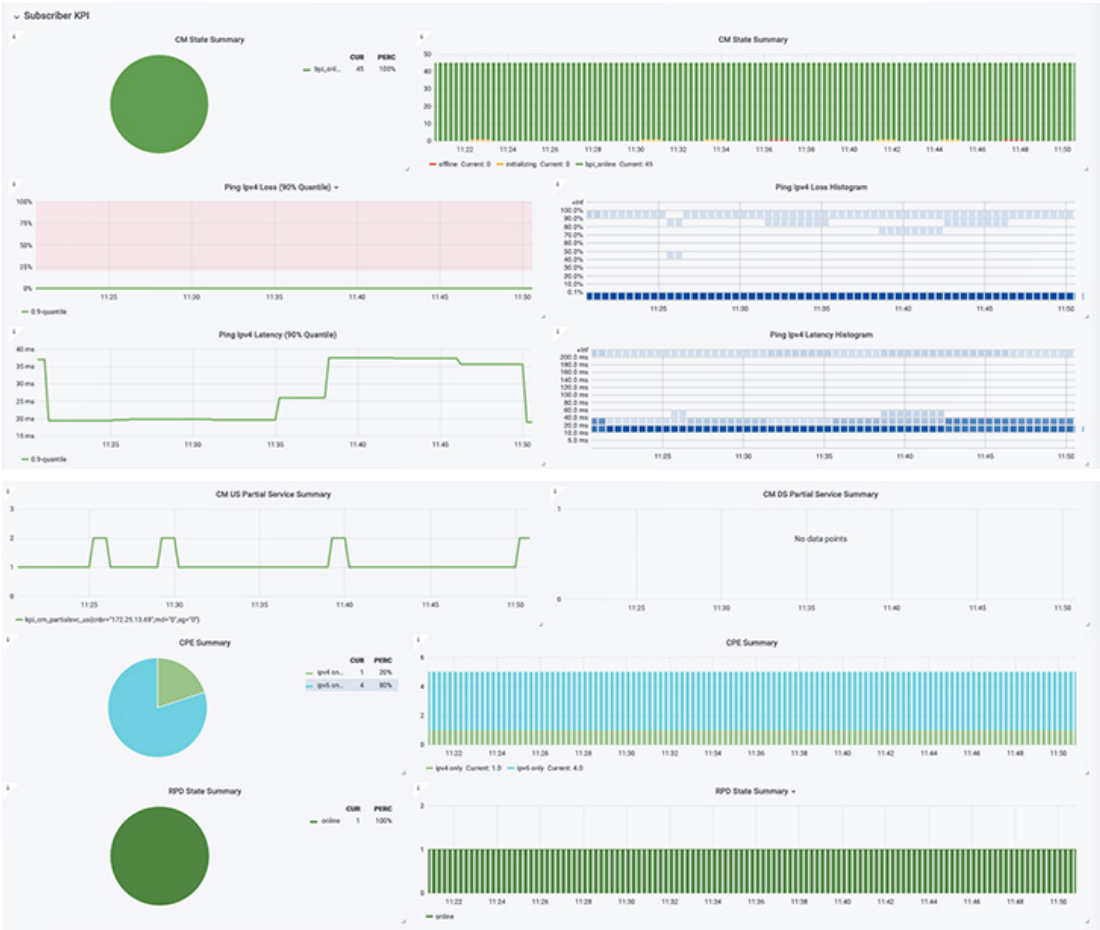 Subscriber KPI
CM State Summary
CUR PERC
bpi_onl... 45 100%
CM State Summary
50
40
30
20
10
0
11:22 11:24 11:26 11:28 11:30 11:32 11:34 11:36 11:38 11:40 11:42 11:44 11:46 11:48 11:50
offline Current: 0 initializing Current: 0 bpi_online Current: 45
Ping Ipv4 Loss (90% Quantile)
100%
75%
50%
25%
0%
11:25 11:30 11:35 11:40 11:45 11:50
0.9-quantile
Ping Ipv4 Loss Histogram
+Inf
100.0%
90.0%
80.0%
70.0%
60.0%
50.0%
40.0%
30.0%
20.0%
10.0%
0.1%
11:25 11:30 11:35 11:40 11:45 11:50
Ping Ipv4 Latency (90% Quantile)
40 ms
35 ms
30 ms
25 ms
20 ms
15 ms
11:25 11:30 11:35 11:40 11:45 11:50
0.9-quantile
Ping Ipv4 Latency Histogram
+Inf
200.0 ms
180.0 ms
160.0 ms
140.0 ms
120.0 ms
100.0 ms
80.0 ms
60.0 ms
40.0 ms
20.0 ms
10.0 ms
5.0 ms
11:25 11:30 11:35 11:40 11:45 11:50
CM US Partial Service Summary
3
2
1
0
11:25 11:30 11:35 11:40 11:45 11:50
kpi_cm_partialsvc_us{cnbr="172.25.13.69",md="0",sg="0"}
CM DS Partial Service Summary
1
No data points
0
11:25 11:30 11:35 11:40 11:45 11:50
CPE Summary
CUR PERC
ipv4 on... 1 20%
ipv6 on... 4 80%
CPE Summary
6
4
2
0
11:22 11:24 11:26 11:28 11:30 11:32 11:34 11:36 11:38 11:40 11:42 11:44 11:46 11:48 11:50
ipv4 only Current: 1.0 ipv6 only Current: 4.0
RPD State Summary
CUR PERC
online 1 100%
RPD State Summary
2
1
0
11:22 11:24 11:26 11:28 11:30 11:32 11:34 11:36 11:38 11:40 11:42 11:44 11:46 11:48 11:50
online